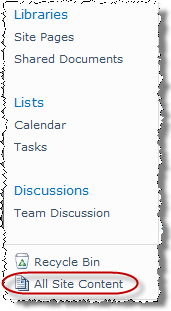 Libraries
Site Pages
Shared Documents
Lists
Calendar
Tasks
Discussions
Team Discussion
Recycle Bin
All Site Content